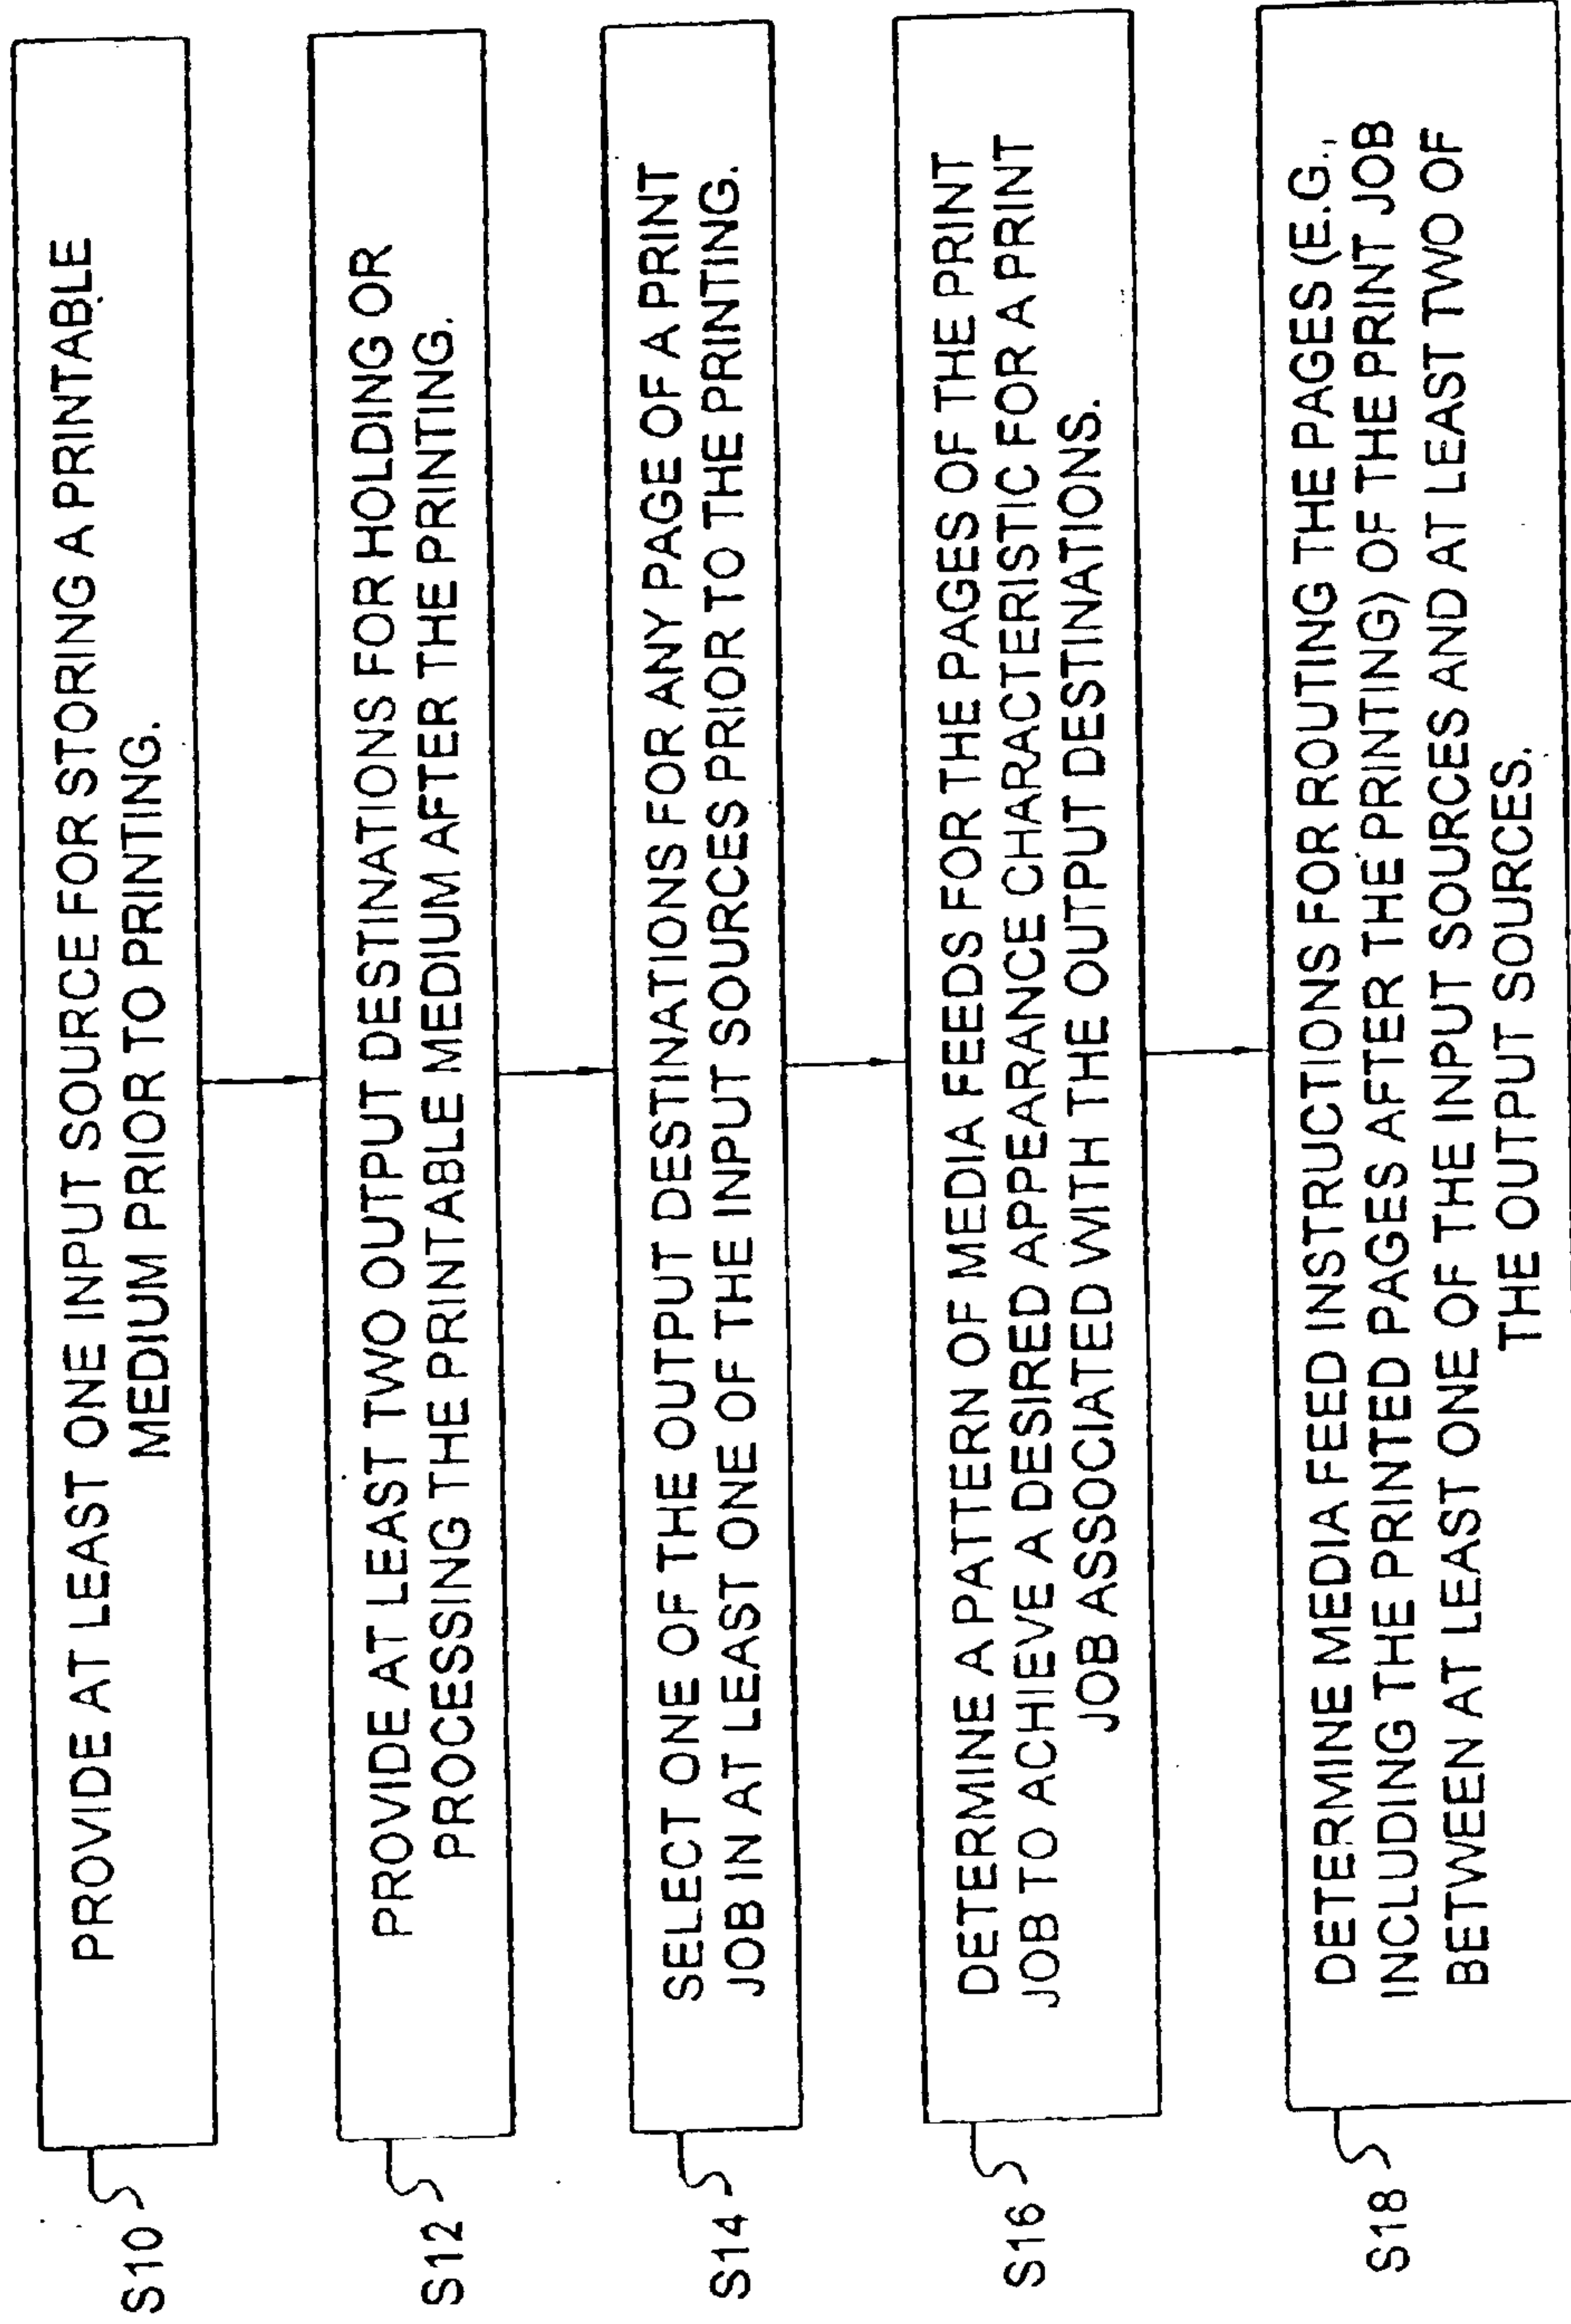 S10
PROVIDE AT LEAST ONE INPUT SOURCE FOR STORING A PRINTABLE
MEDIUM PRIOR TO PRINTING.
S12
PROVIDE AT LEAST TWO OUTPUT DESTINATIONS FOR HOLDING OR
PROCESSING THE PRINTABLE MEDIUM AFTER THE PRINTING.
S14
SELECT ONE OF THE OUTPUT DESTINATIONS FOR ANY PAGE OF A PRINT
JOB IN AT LEAST ONE OF THE INPUT SOURCES PRIOR TO THE PRINTING.
S16
DETERMINE A PATTERN OF MEDIA FEEDS FOR THE PAGES OF THE PRINT
JOB TO ACHIEVE A DESIRED APPEARANCE CHARACTERISTIC FOR A PRINT
JOB ASSOCIATED WITH THE OUTPUT DESTINATIONS.
S18
DETERMINE MEDIA FEED INSTRUCTIONS FOR ROUTING THE PAGES (E.G.,
INCLUDING THE PRINTED PAGES AFTER THE PRINTING) OF THE PRINT JOB
BETWEEN AT LEAST ONE OF THE INPUT SOURCES AND AT LEAST TWO OF
THE OUTPUT SOURCES.